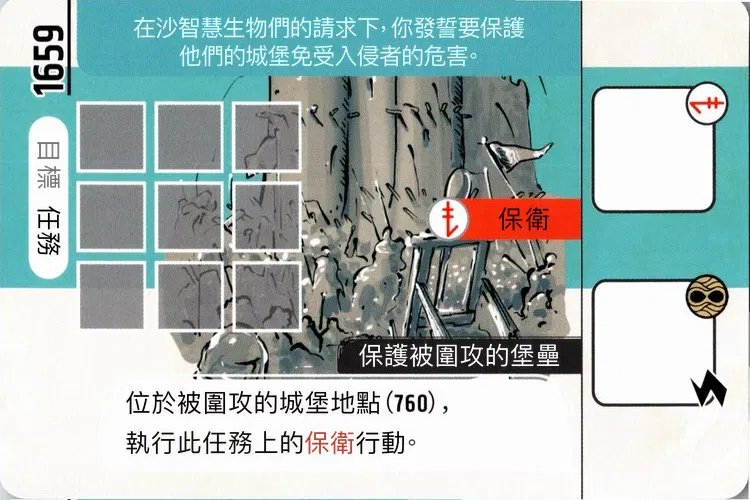 在沙智慧生物們的請求下，你發誓要保護
他們的城堡免受入侵者的危害。
1659
目標 任務
保衛
保護被圍攻的堡壘
位於被圍攻的城堡地點（760），
執行此任務上的保衛行動。